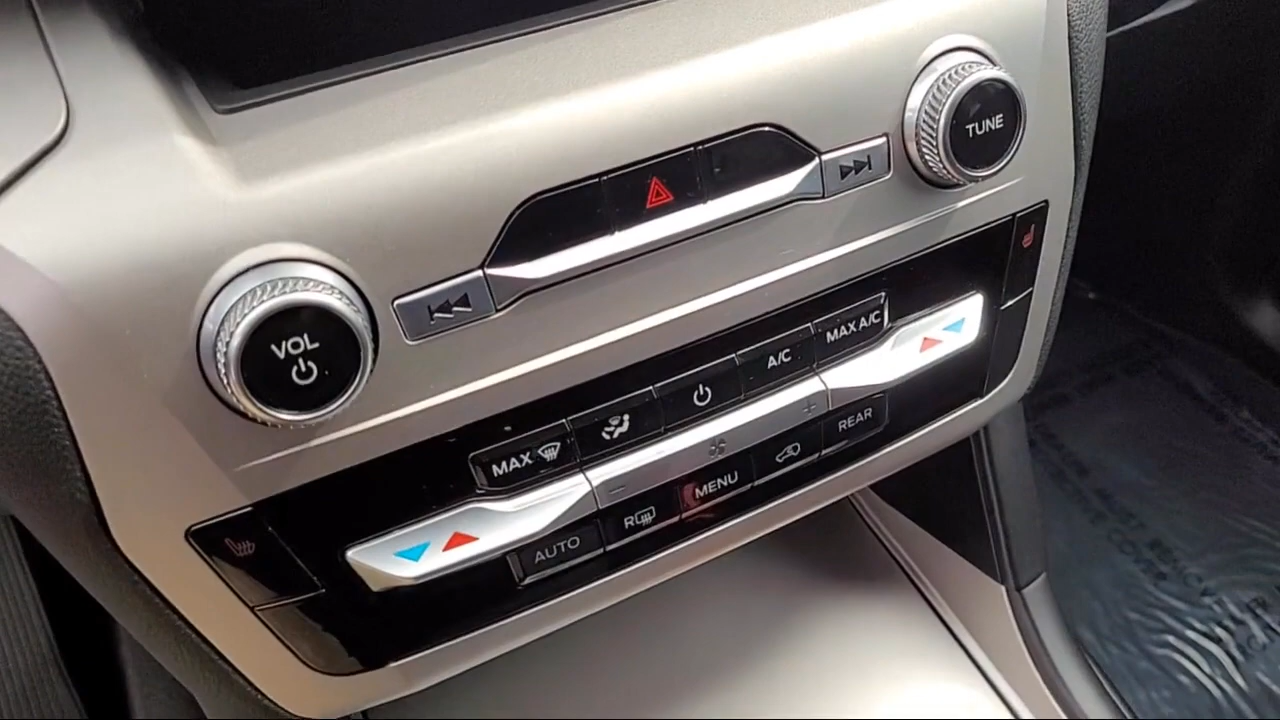 TUNE
VOL
A/C
MAX A/C
MAX
REAR
MENU
R
AUTO